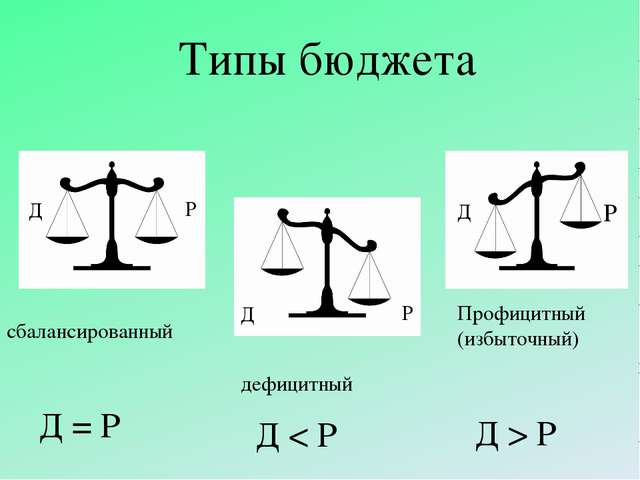 Типы бюджета
Д Р
сбалансированный
Д = Р
Д Р
дефицитный
Д < Р
Д Р
Профицитный
(избыточный)
Д > Р